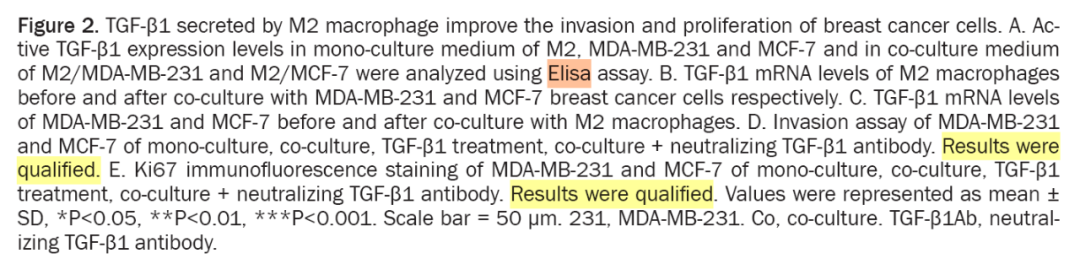 Figure 2. TGF-β1 secreted by M2 macrophage improve the invasion and proliferation of breast cancer cells. A. Ac-
tive TGF-β1 expression levels in mono-culture medium of M2, MDA-MB-231 and MCF-7 and in co-culture medium
of M2/MDA-MB-231 and M2/MCF-7 were analyzed using Elisa assay. B. TGF-β1 mRNA levels of M2 macrophages
before and after co-culture with MDA-MB-231 and MCF-7 breast cancer cells respectively. C. TGF-β1 mRNA levels
of MDA-MB-231 and MCF-7 before and after co-culture with M2 macrophages. D. Invasion assay of MDA-MB-231
and MCF-7 of mono-culture, co-culture, TGF-β1 treatment, co-culture + neutralizing TGF-β1 antibody. Results were
qualified. E. Ki67 immunofluorescence staining of MDA-MB-231 and MCF-7 of mono-culture, co-culture, TGF-β1
treatment, co-culture + neutralizing TGF-β1 antibody. Results were qualified. Values were represented as mean ±
SD, *P<0.05, **P<0.01, ***P<0.001. Scale bar = 50 μm. 231, MDA-MB-231. Co, co-culture. TGF-β1Ab, neutral-
izing TGF-β1 antibody.